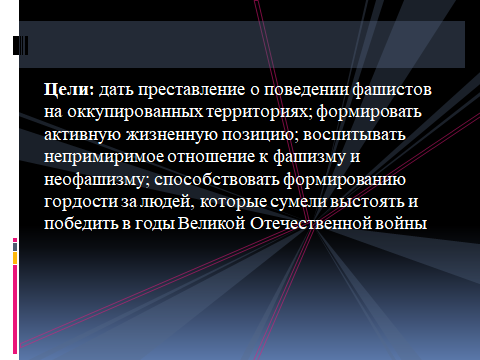 Цели: дать преставление о поведении фашистов
на оккупированных территориях; формировать
активную жизненную позицию; воспитывать
непримиримое отношение к фашизму и
неофашизму; способствовать формированию
гордости за людей, которые сумели выстоять и
победить в годы Великой Отечественной войны